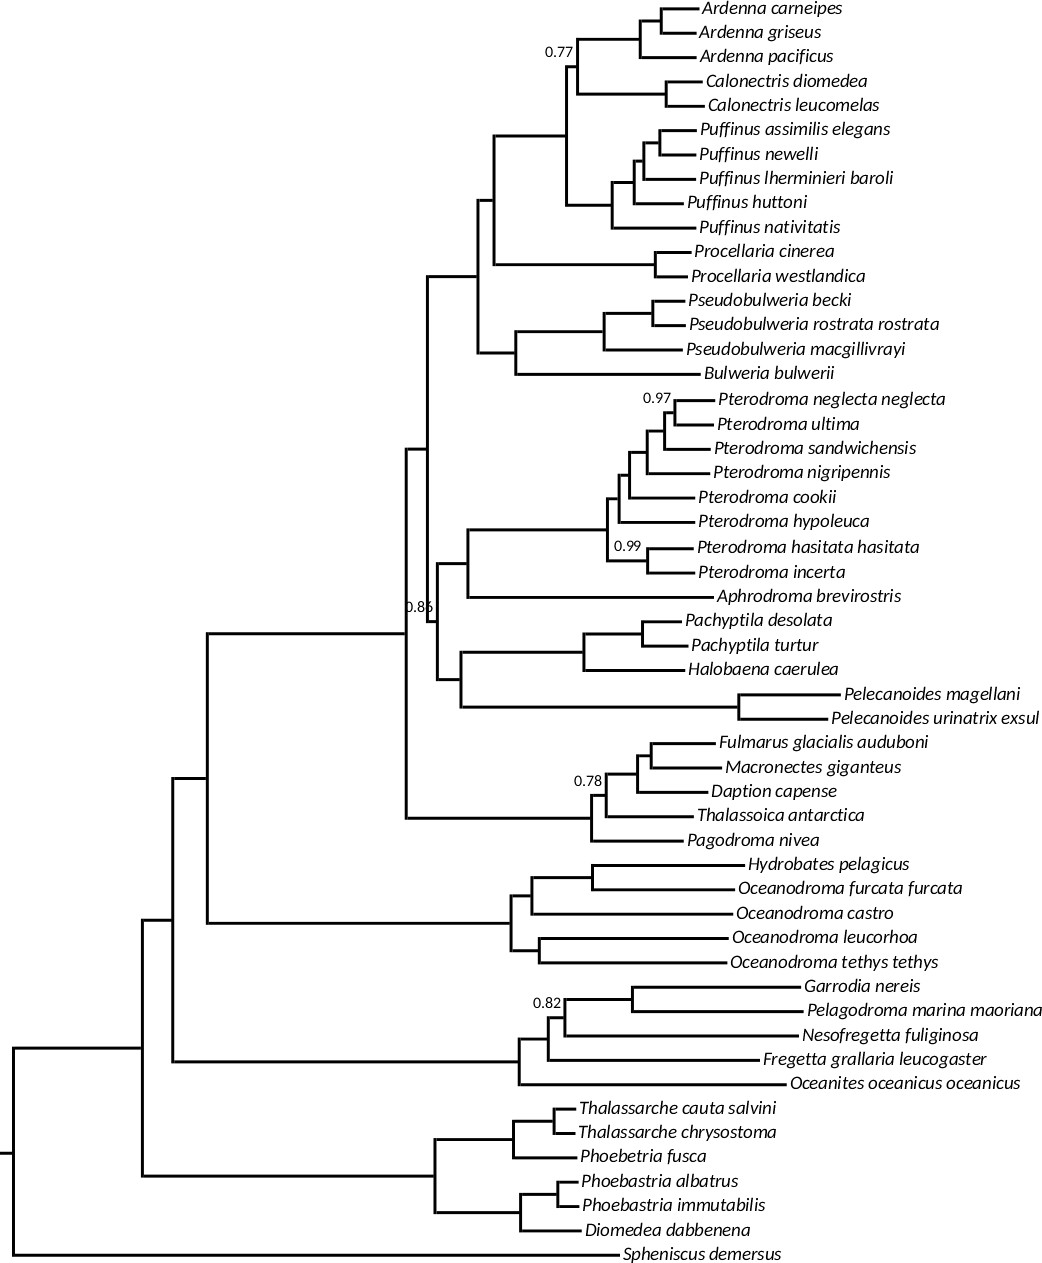 Ardenna carneipes
Ardenna griseus
0.77
Ardenna pacificus
Calonectris diomedea
Calonectris leucomelas
Puffinus assimilis elegans
Puffinus newelli
Puffinus lherminieri baroli
Puffinus huttoni
Puffinus nativitatis
Procellaria cinerea
Procellaria westlandica
Pseudobulweria becki
Pseudobulweria rostrata rostrata
Pseudobulweria macgillivrayi
Bulweria bulwerii
0.97
Pterodroma neglecta neglecta
Pterodroma ultima
Pterodroma sandwichensis
Pterodroma nigripennis
Pterodroma cookii
Pterodroma hypoleuca
0.99
Pterodroma hasitata hasitata
Pterodroma incerta
Aphrodroma brevirostris
0.86
Pachyptila desolata
Pachyptila turtur
Halobaena caerulea
Pelecanoides magellani
Pelecanoides urinatrix exsul
Fulmarus glacialis auduboni
Macronectes giganteus
0.78
Daption capense
Thalassoica antarctica
Pagodroma nivea
Hydrobates pelagicus
Oceanodroma furcata furcata
Oceanodroma castro
Oceanodroma leucorhoa
Oceanodroma tethys tethys
Garrodia nereis
0.82
Pelagodroma marina maoriana
Nesofregetta fuliginosa
Fregetta grallaria leucogaster
Oceanites oceanicus oceanicus
Thalassarche cauta salvini
Thalassarche chrysostoma
Phoebetria fusca
Phoebastria albatrus
Phoebastria immutabilis
Diomedea dabbenena
Spheniscus demersus